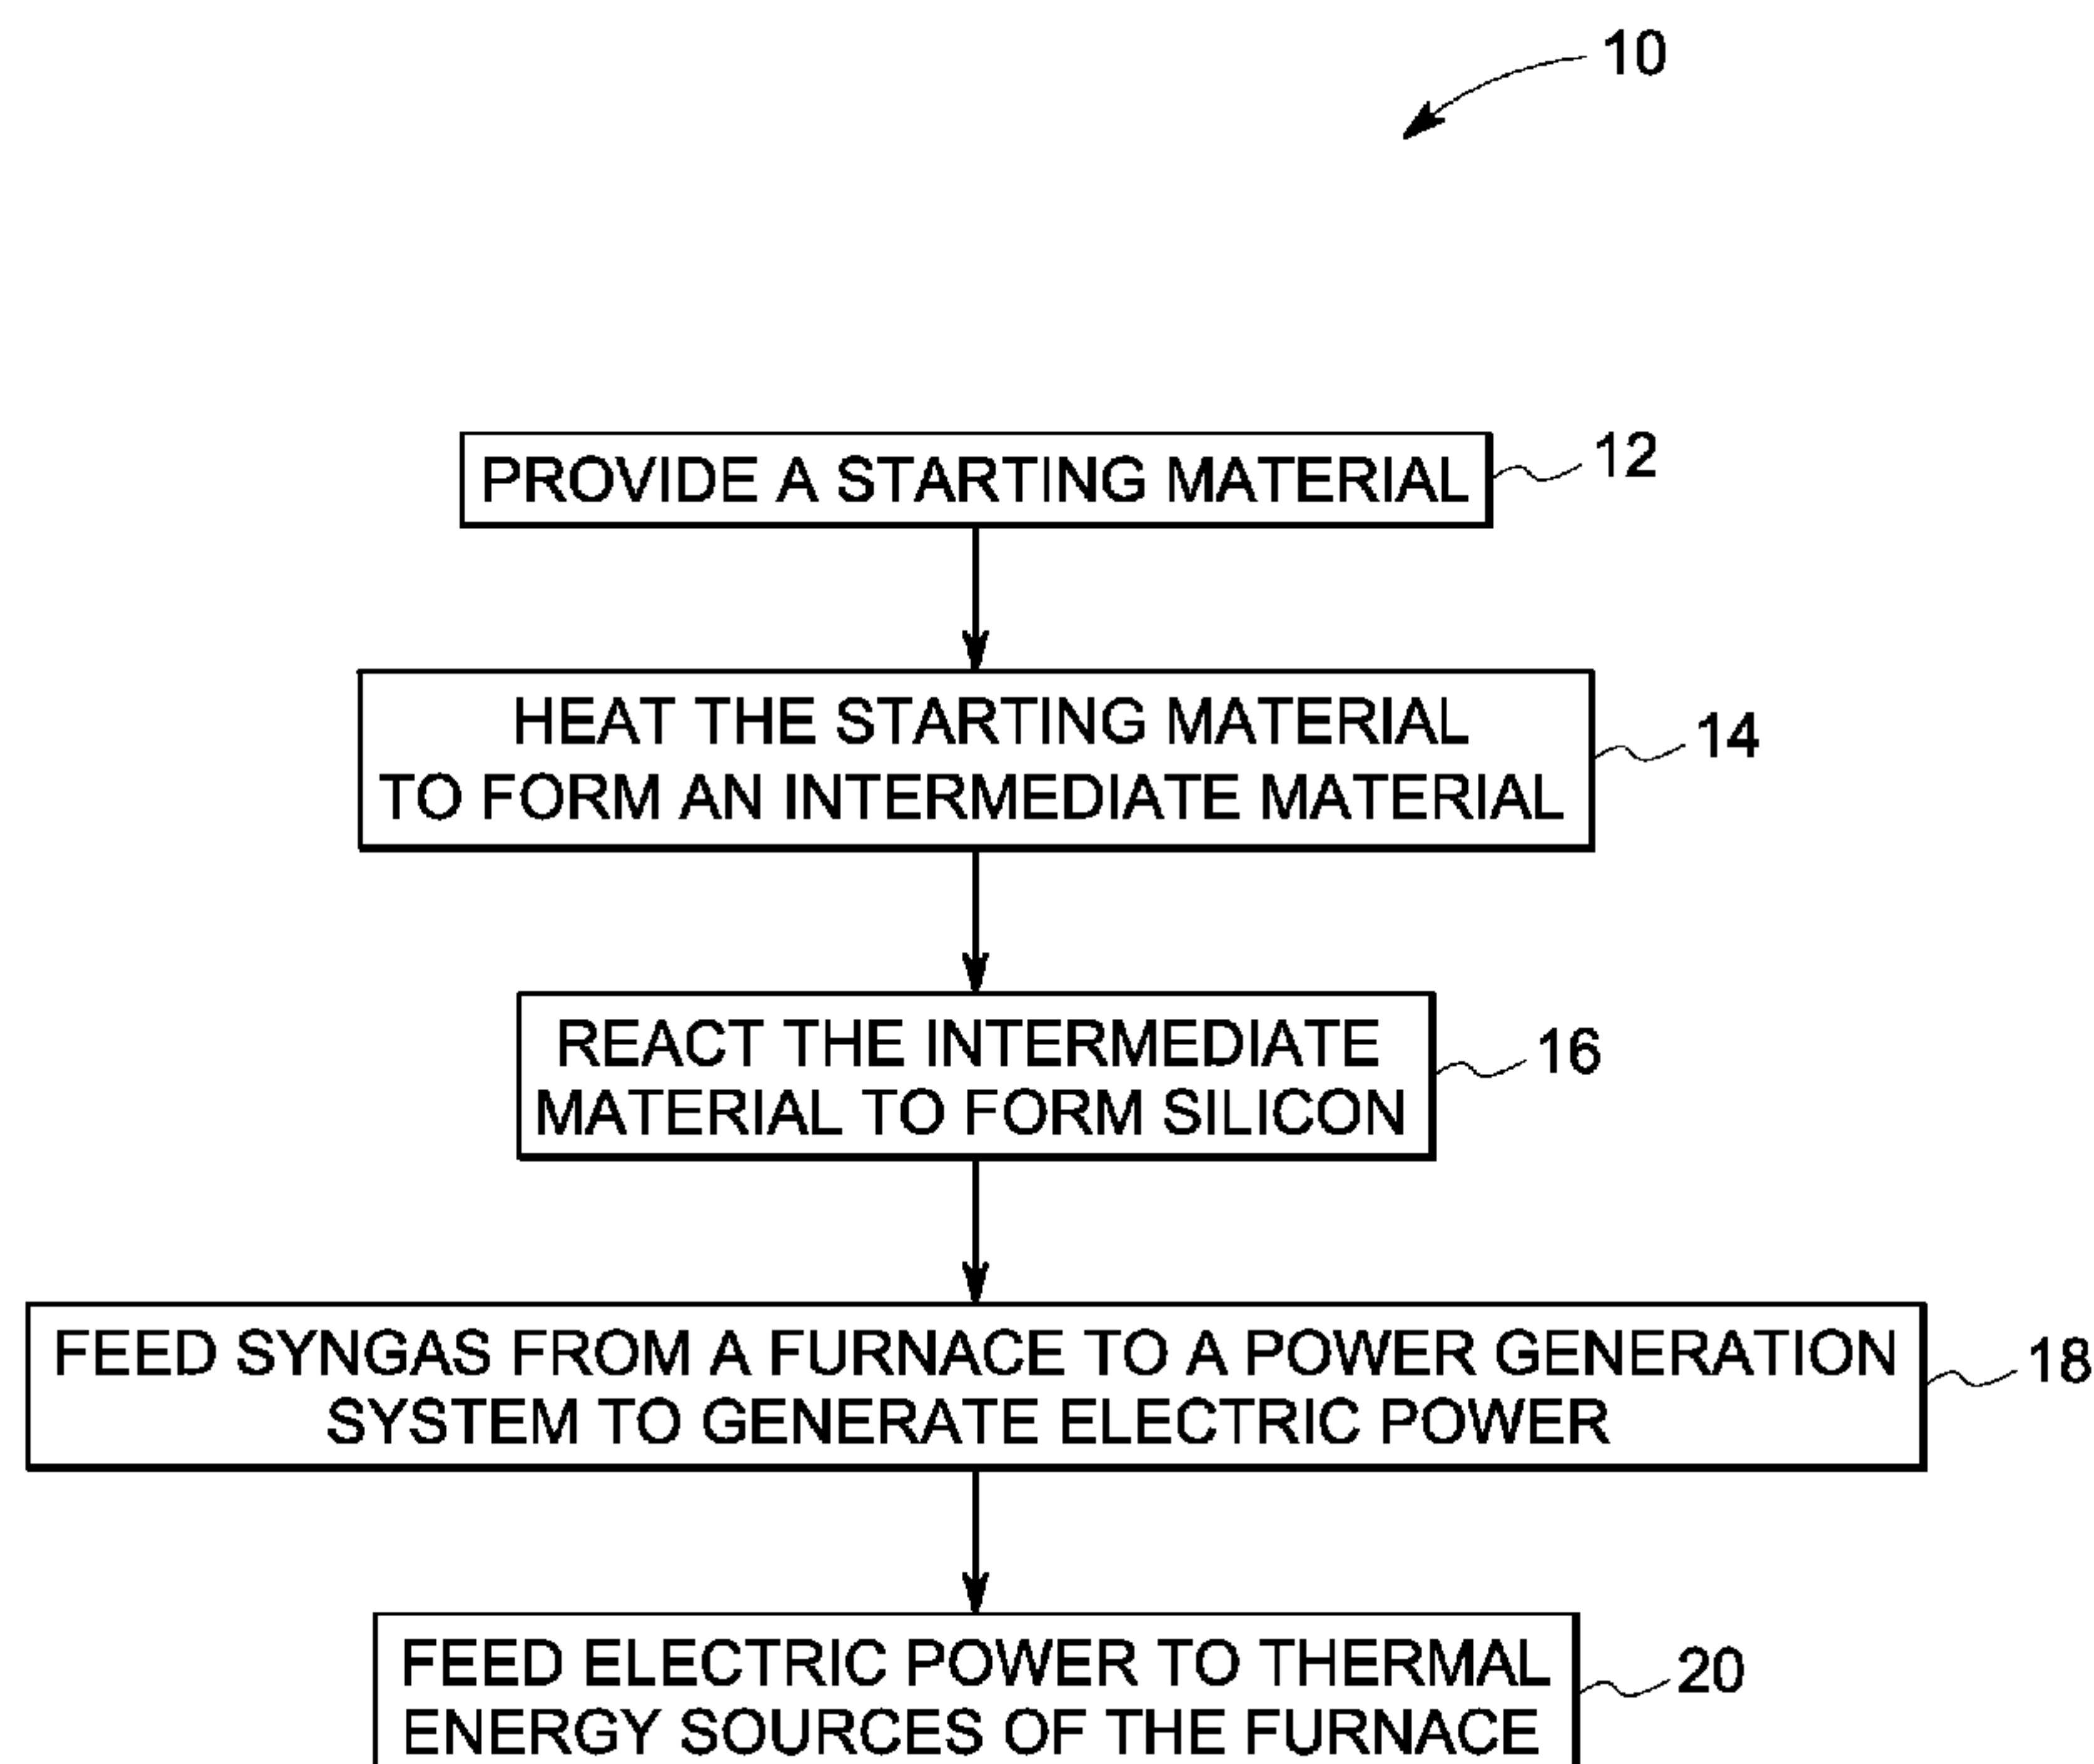 10
PROVIDE A STARTING MATERIAL
12
HEAT THE STARTING MATERIAL
TO FORM AN INTERMEDIATE MATERIAL
14
REACT THE INTERMEDIATE
MATERIAL TO FORM SILICON
16
FEED SYNGAS FROM A FURNACE TO A POWER GENERATION
SYSTEM TO GENERATE ELECTRIC POWER
18
FEED ELECTRIC POWER TO THERMAL
ENERGY SOURCES OF THE FURNACE
20